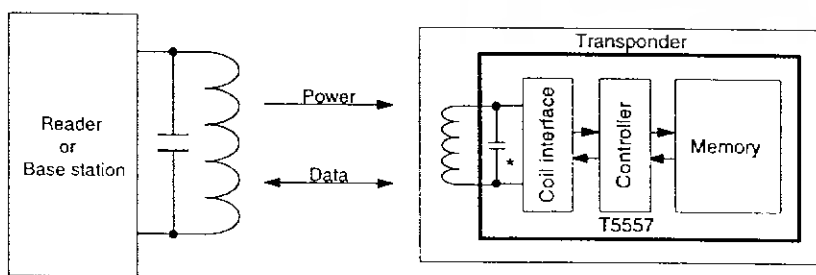 Transponder
Reader
or
Base station
Power
Data
*
Coil interface
Controller
Memory
T5557